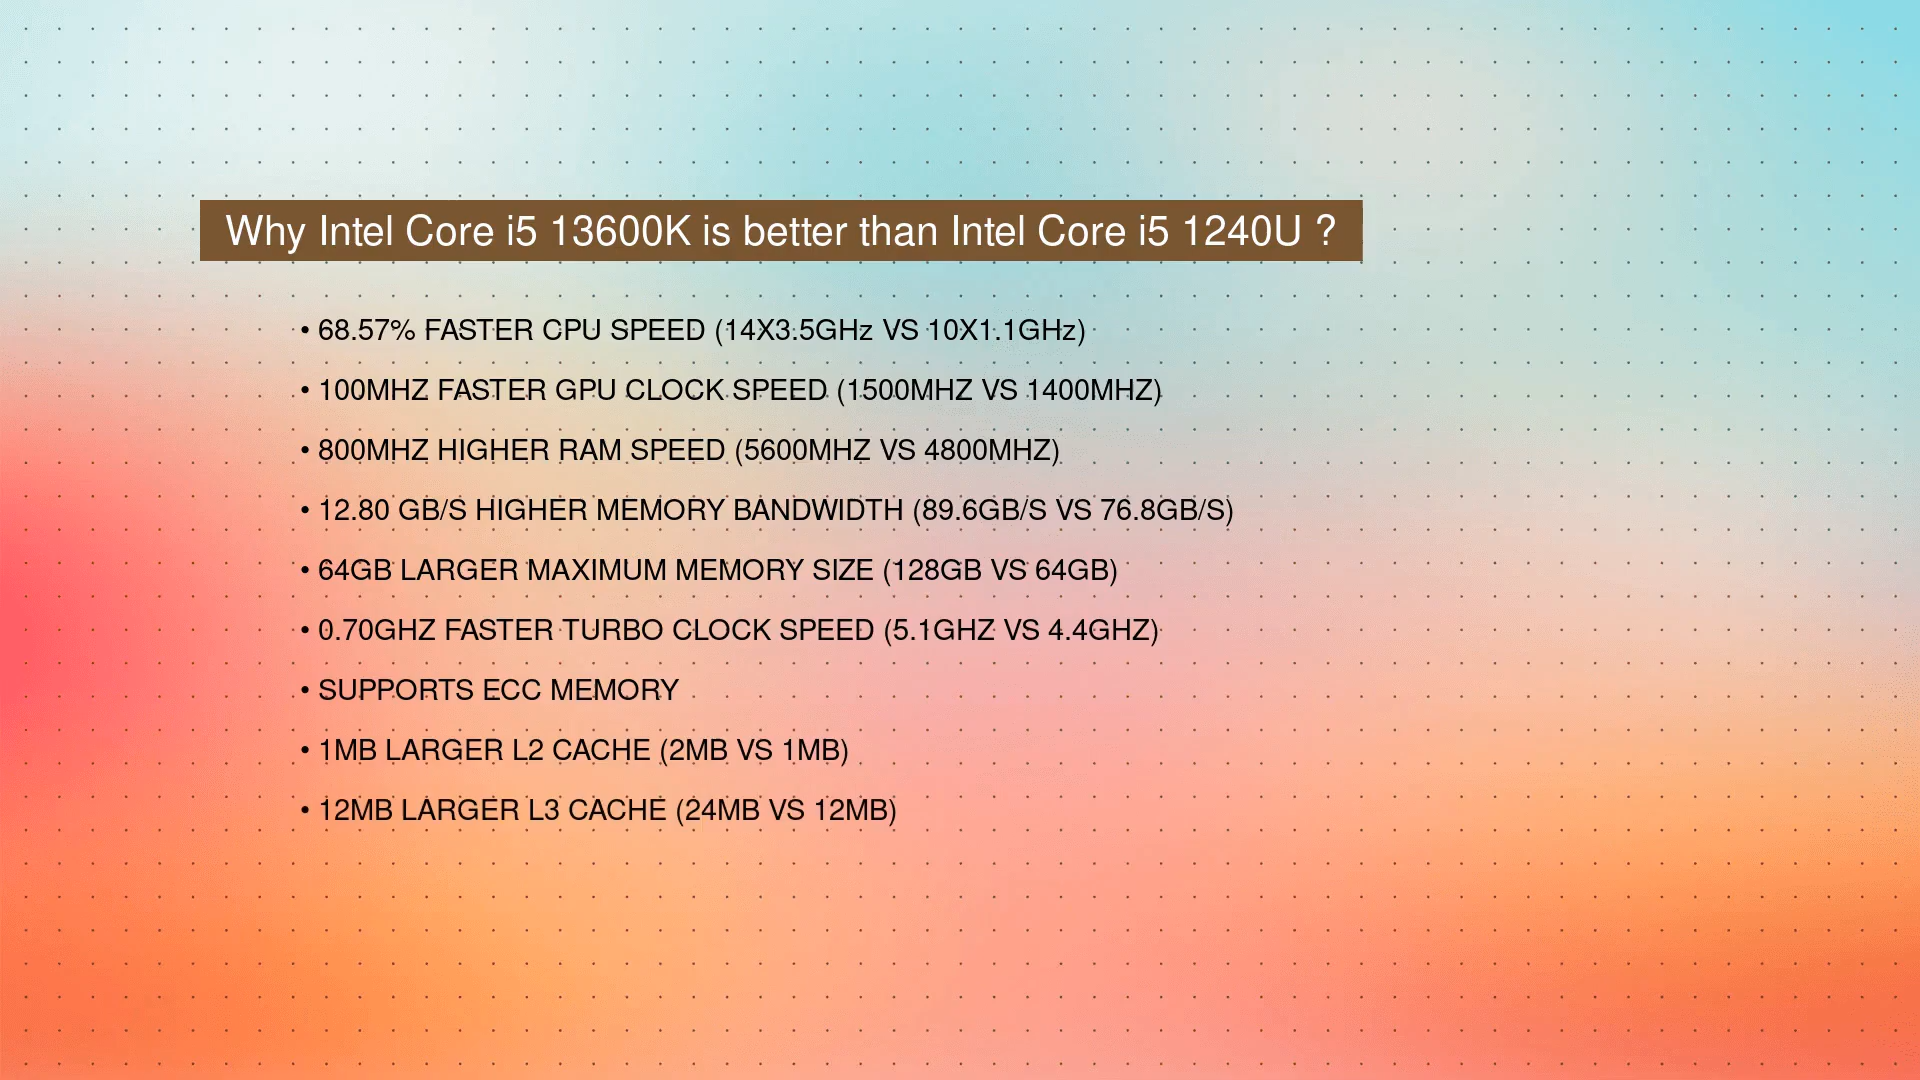 Why Intel Core i5 13600K is better than Intel Core i5 1240U ?
• 68.57% FASTER CPU SPEED (14X3.5GHz VS 10X1.1GHz)
• 100MHZ FASTER GPU CLOCK SPEED (1500MHZ VS 1400MHZ)
• 800MHZ HIGHER RAM SPEED (5600MHZ VS 4800MHZ)
• 12.80 GB/S HIGHER MEMORY BANDWIDTH (89.6GB/S VS 76.8GB/S)
• 64GB LARGER MAXIMUM MEMORY SIZE (128GB VS 64GB)
• 0.70GHZ FASTER TURBO CLOCK SPEED (5.1GHZ VS 4.4GHZ)
• SUPPORTS ECC MEMORY
• 1MB LARGER L2 CACHE (2MB VS 1MB)
• 12MB LARGER L3 CACHE (24MB VS 12MB)